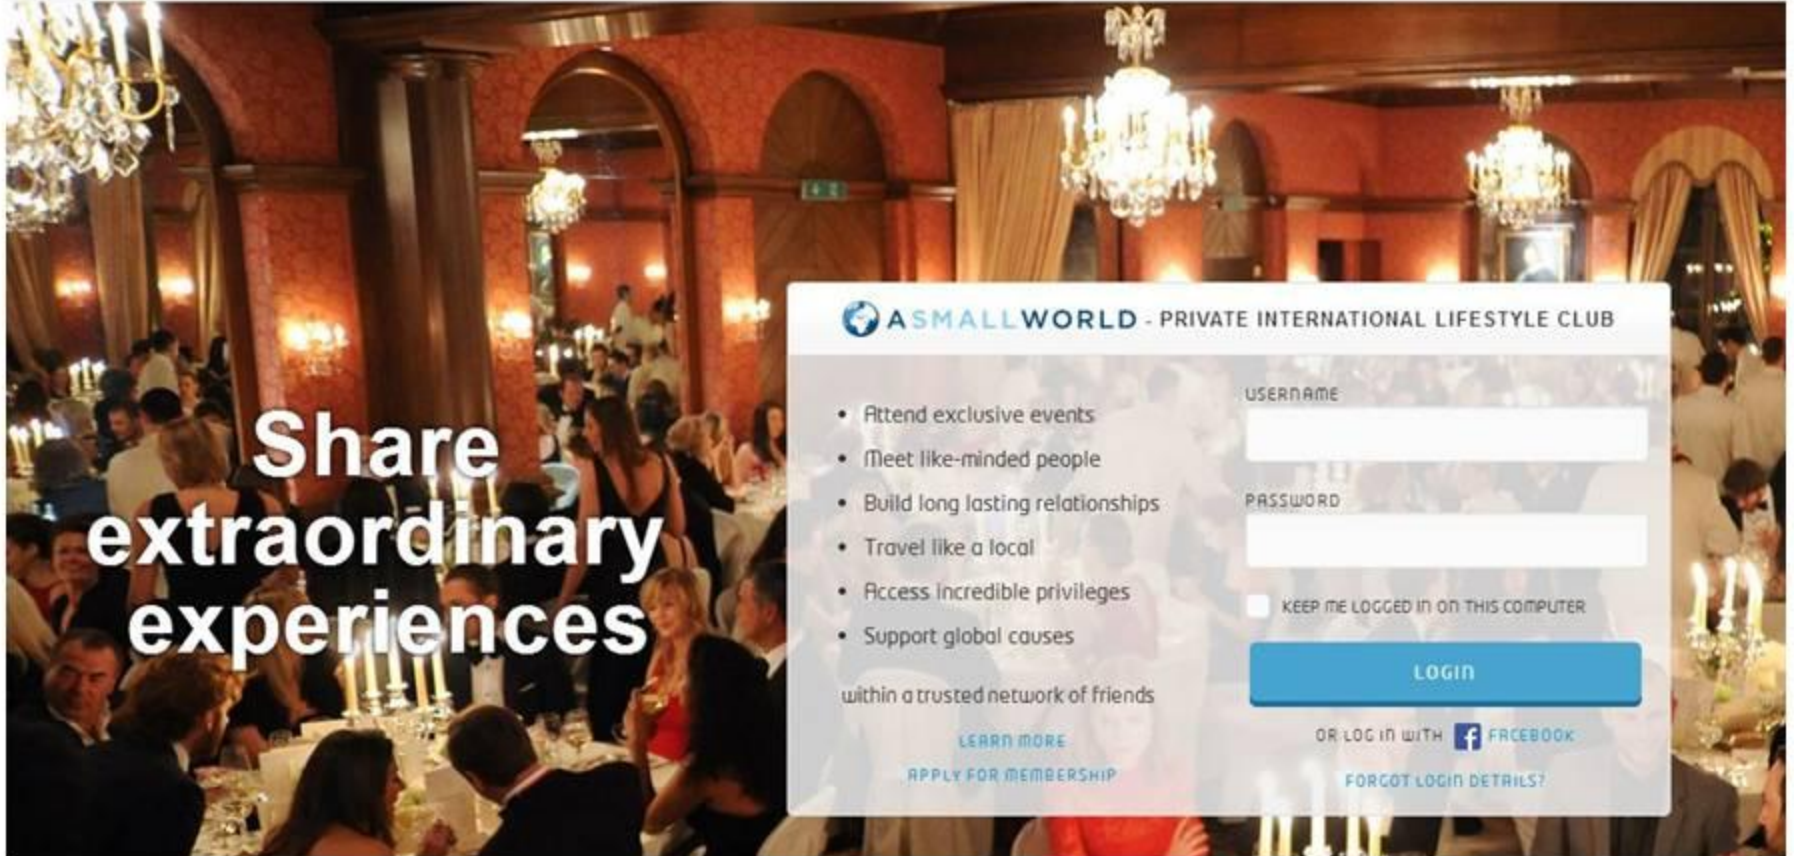 Share
extraordinary
experiences
ASMALLWORLD - PRIVATE INTERNATIONAL LIFESTYLE CLUB
• Attend exclusive events
• Meet like-minded people
• Build long lasting relationships
• Travel like a local
• Access incredible privileges
• Support global causes
within a trusted network of friends
LEARN MORE
APPLY FOR MEMBERSHIP
USERNAME
PASSWORD
KEEP ME LOGGED IN ON THIS COMPUTER
LOGIN
OR LOG IN WITH f FACEBOOK
FORGOT LOGIN DETAILS?